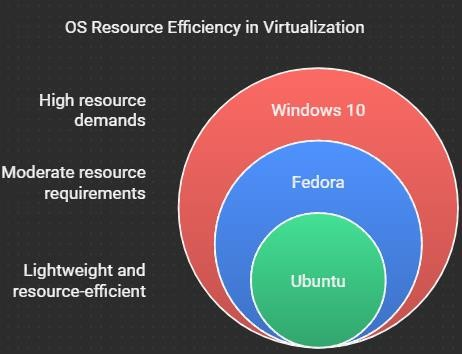 OS Resource Efficiency in Virtualization
High resource
demands
Windows 10
Moderate resource
requirements
Fedora
Lightweight and
resource-efficient
Ubuntu